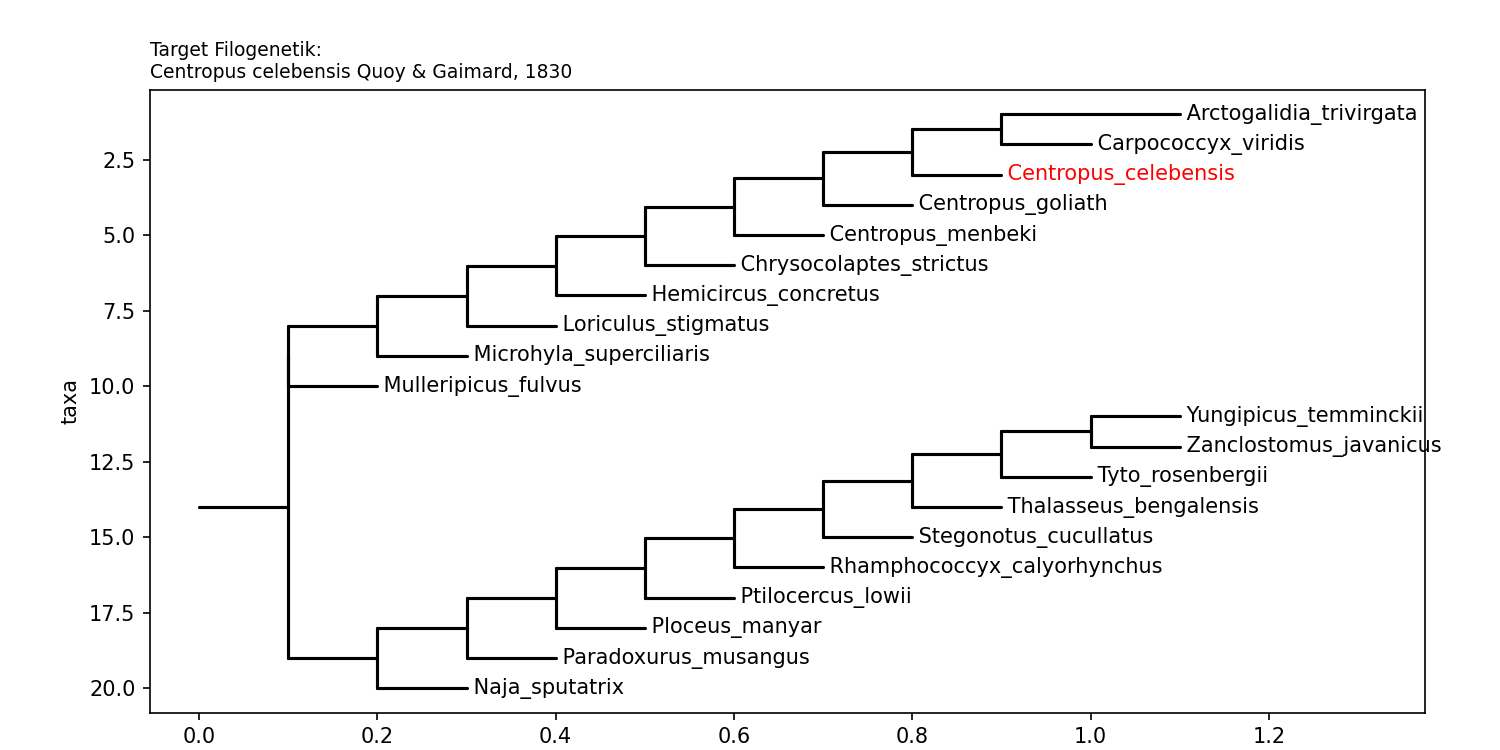 Target Filogenetik:
Centropus celebensis Quoy & Gaimard, 1830
Arctogalidia_trivirgata
Carpococcyx_viridis
2.5
Centropus_celebensis
Centropus_goliath
5.0
Centropus_menbeki
Chrysocolaptes_strictus
Hemicircus_concretus
7.5
Loriculus_stigmatus
Microhyla_superciliaris
10.0
Mulleripicus_fulvus
taxa
Yungipicus_temminckii
Zanclostomus_javanicus
12.5
Tyto_rosenbergii
Thalasseus_bengalensis
15.0
Stegonotus_cucullatus
Rhamphococcyx_calyorhynchus
Ptilocercus_lowii
17.5
Ploceus_manyar
Paradoxurus_musangus
20.0
Naja_sputatrix
0.0 0.2 0.4 0.6 0.8 1.0 1.2